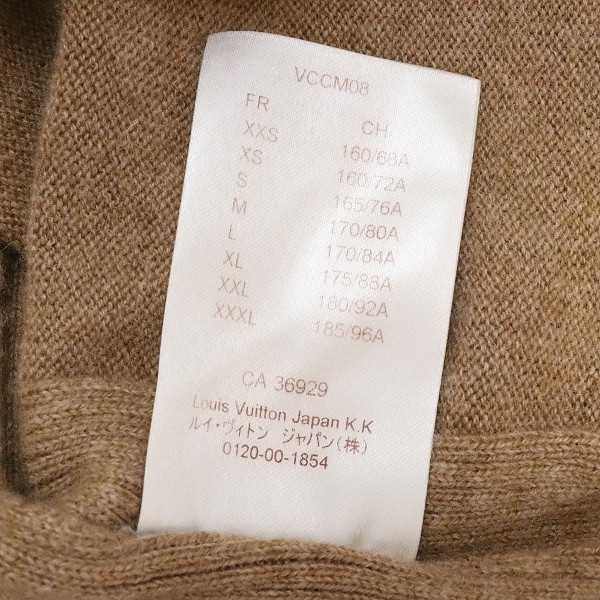 VCCM08
FR CH
XXS 160/68A
XS 160/72A
S 165/76A
M 170/80A
L 170/84A
XL 175/88A
XXL 180/92A
XXXL 185/96A
CA 36929
Louis Vuitton Japan K.K
ルイ・ヴィトン ジャパン(株)
0120-00-1854